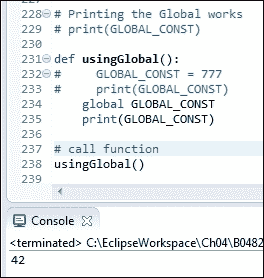 227
228 # Printing the Global works
229 # print(GLOBAL_CONST)
230
231 def usingGlobal():
232 #     GLOBAL_CONST = 777
233 #     print(GLOBAL_CONST)
234     global GLOBAL_CONST
235     print(GLOBAL_CONST)
236
237 # call function
238 usingGlobal()
239
Console
<terminated> C:\EclipseWorkspace\Ch04\B0482
42